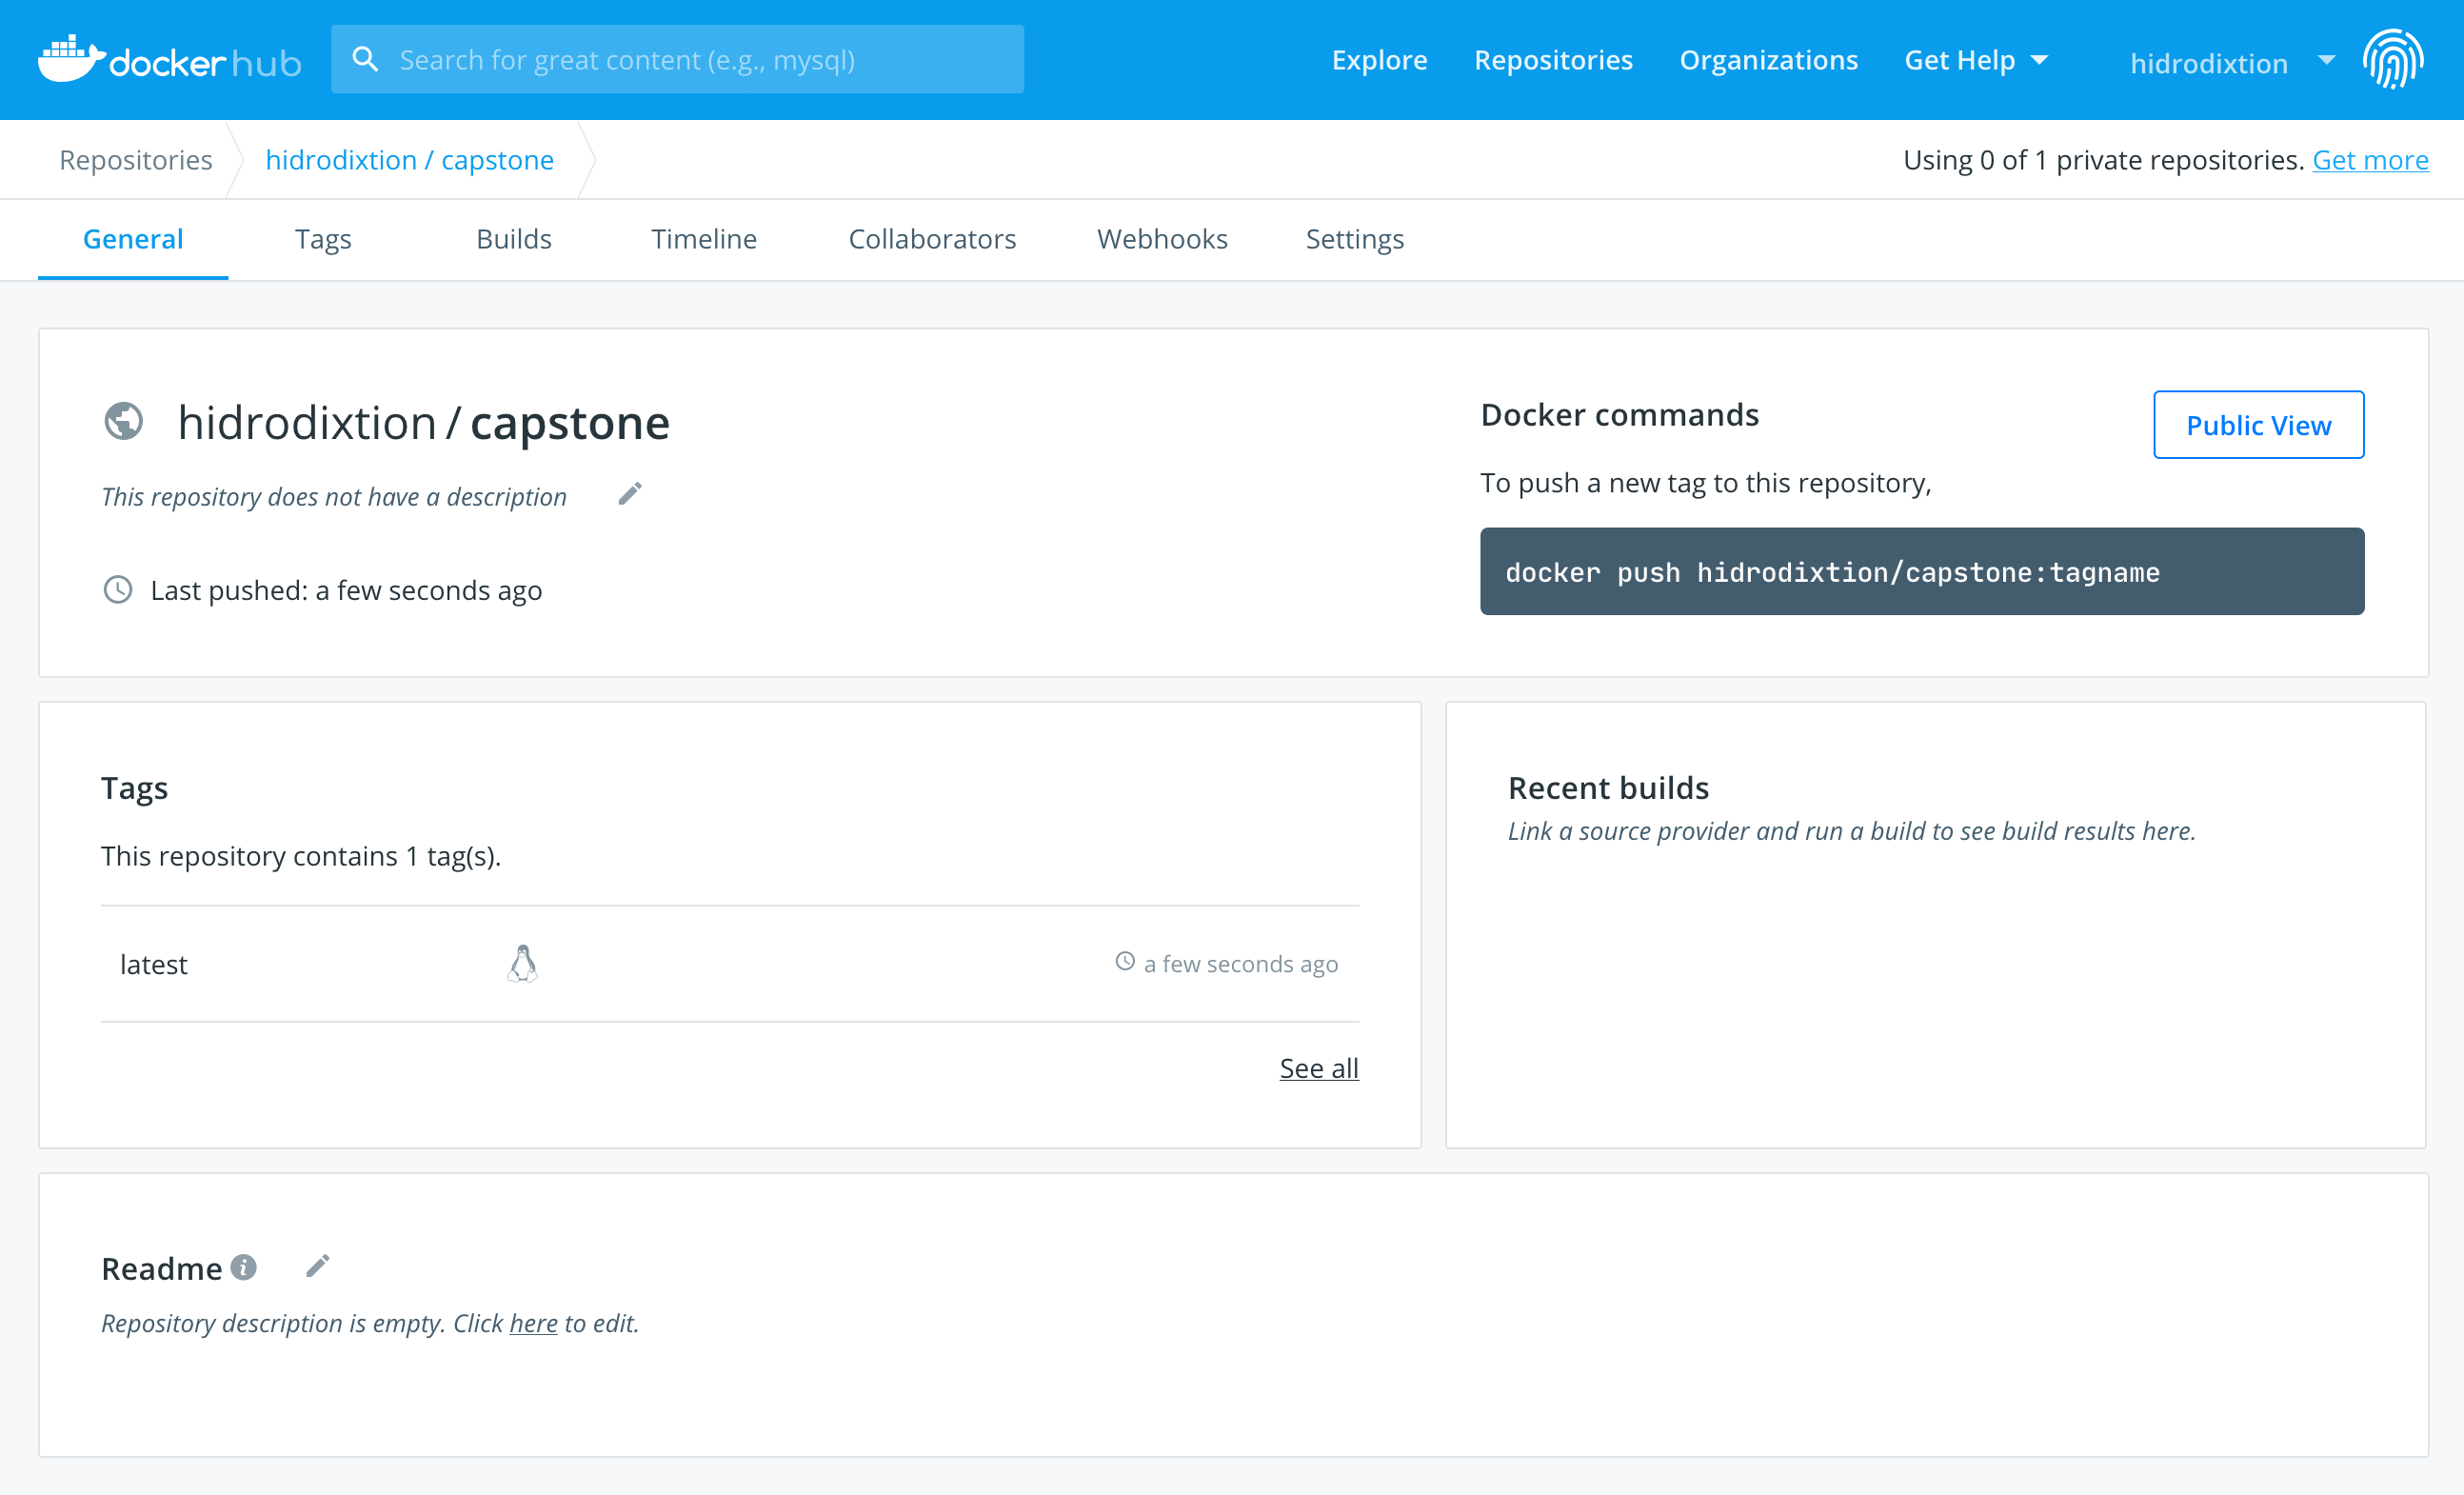 docker hub
Search for great content (e.g., mysql)
Explore
Repositories
Organizations
Get Help
hidrodixtion
Repositories
hidrodixtion / capstone
Using 0 of 1 private repositories. Get more
General
Tags
Builds
Timeline
Collaborators
Webhooks
Settings
hidrodixtion / capstone
This repository does not have a description
Last pushed: a few seconds ago
Docker commands
Public View
To push a new tag to this repository,
docker push hidrodixtion/capstone:tagname
Tags
This repository contains 1 tag(s).
latest
a few seconds ago
See all
Recent builds
Link a source provider and run a build to see build results here.
Readme
Repository description is empty. Click here to edit.